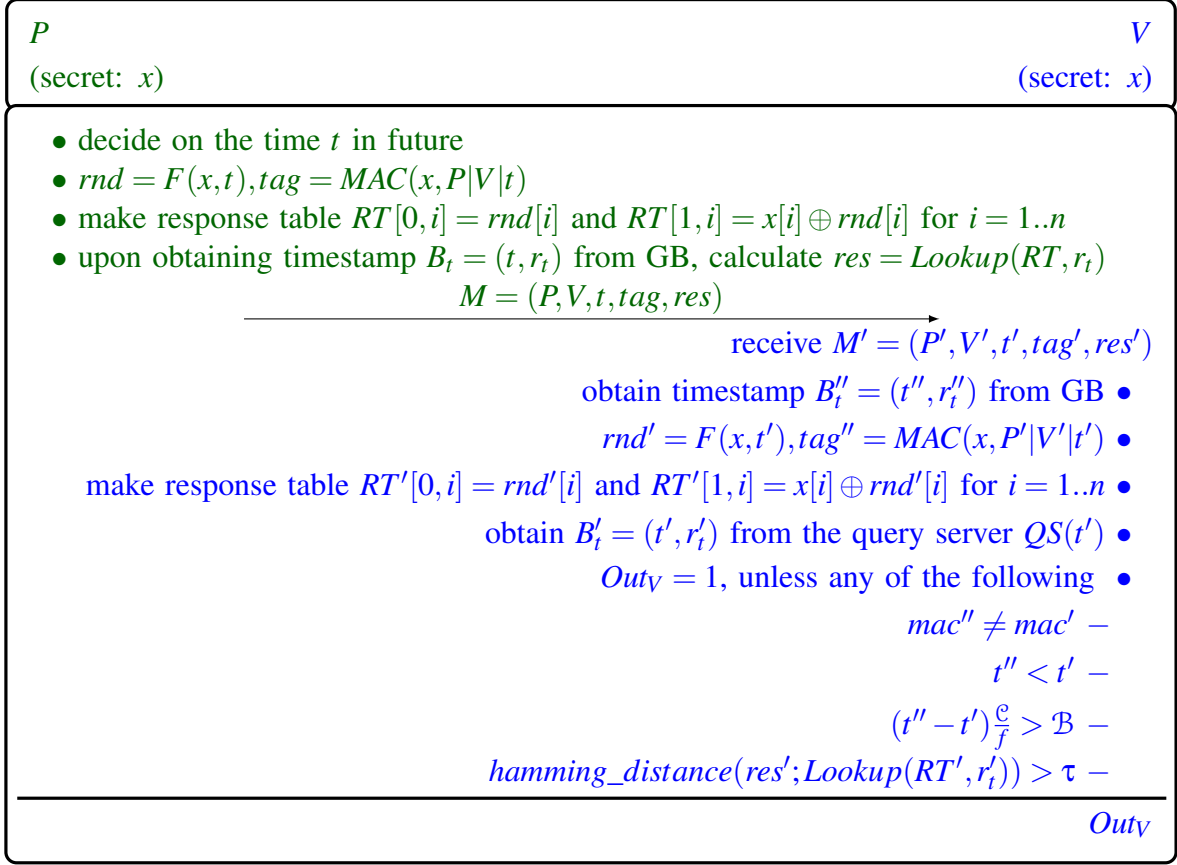 P V
(secret: x) (secret: x)
• decide on the time t in future
• rnd = F(x,t), tag = MAC(x,P|V|t)
• make response table RT[0,i] = rnd[i] and RT[1,i] = x[i] ⊕ rnd[i] for i = 1..n
• upon obtaining timestamp B_t = (t,r_t) from GB, calculate res = Lookup(RT,r_t)
M = (P,V,t,tag,res)
receive M′ = (P′,V′,t′,tag′,res′)
obtain timestamp B″_t = (t″,r″_t) from GB •
rnd′ = F(x,t′), tag″ = MAC(x,P′|V′|t′) •
make response table RT′[0,i] = rnd′[i] and RT′[1,i] = x[i] ⊕ rnd′[i] for i = 1..n •
obtain B′_t = (t′,r′_t) from the query server QS(t′) •
Out_V = 1, unless any of the following •
mac″ ≠ mac′ −
t″ < t′ −
(t″ − t′) 𝒞/f > ℬ −
hamming_distance(res′;Lookup(RT′,r′_t)) > τ −
Out_V